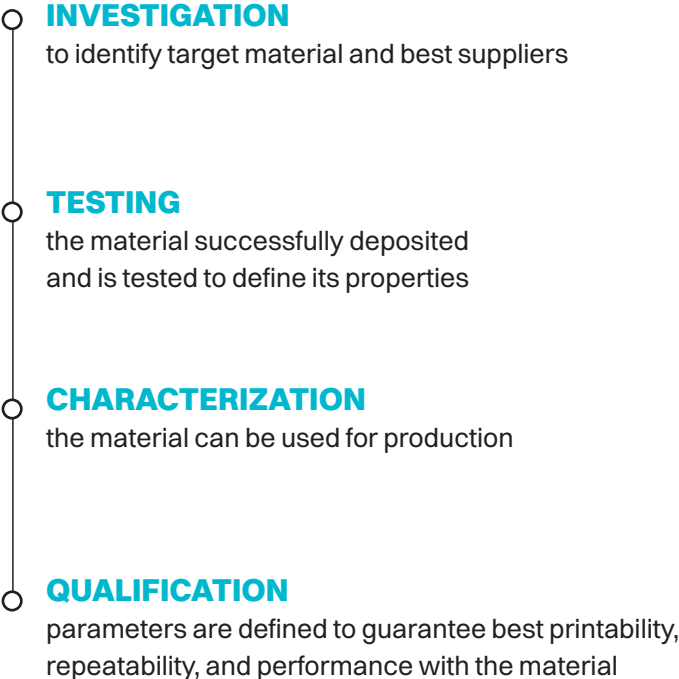 INVESTIGATION
to identify target material and best suppliers
TESTING
the material successfully deposited
and is tested to define its properties
CHARACTERIZATION
the material can be used for production
QUALIFICATION
parameters are defined to guarantee best printability,
repeatability, and performance with the material